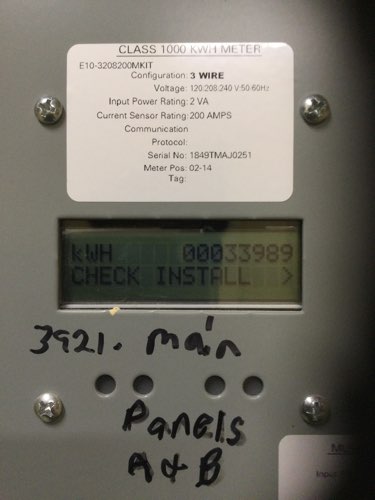 CLASS 1000 KWH METER
E10-3208200MKIT
Configuration: 3 WIRE
Voltage: 120:208:240 V:50-60Hz
Input Power Rating: 2 VA
Current Sensor Rating: 200 AMPS
Communication
Protocol:
Serial No: 1849TMAJ0251
Meter Pos: 02-14
Tag:
kWH 00033989
CHECK INSTALL >
3921. main
Panels
A & B
Input